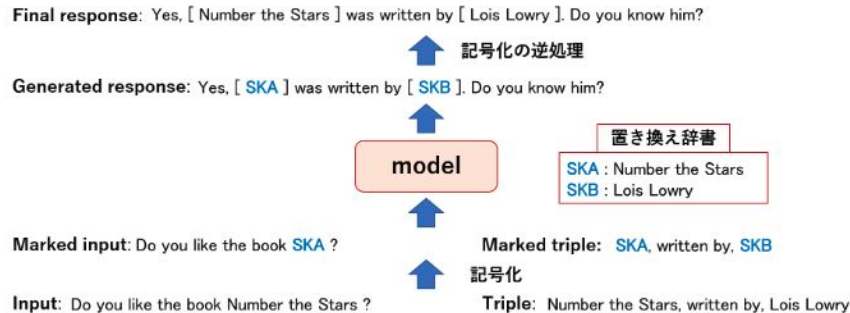 Final response: Yes, [ Number the Stars ] was written by [ Lois Lowry ]. Do you know him?
記号化の逆処理
Generated response: Yes, [ SKA ] was written by [ SKB ]. Do you know him?
model
置き換え辞書
SKA : Number the Stars
SKB : Lois Lowry
Marked input: Do you like the book SKA ?
Marked triple: SKA, written by, SKB
記号化
Input: Do you like the book Number the Stars ?
Triple: Number the Stars, written by, Lois Lowry